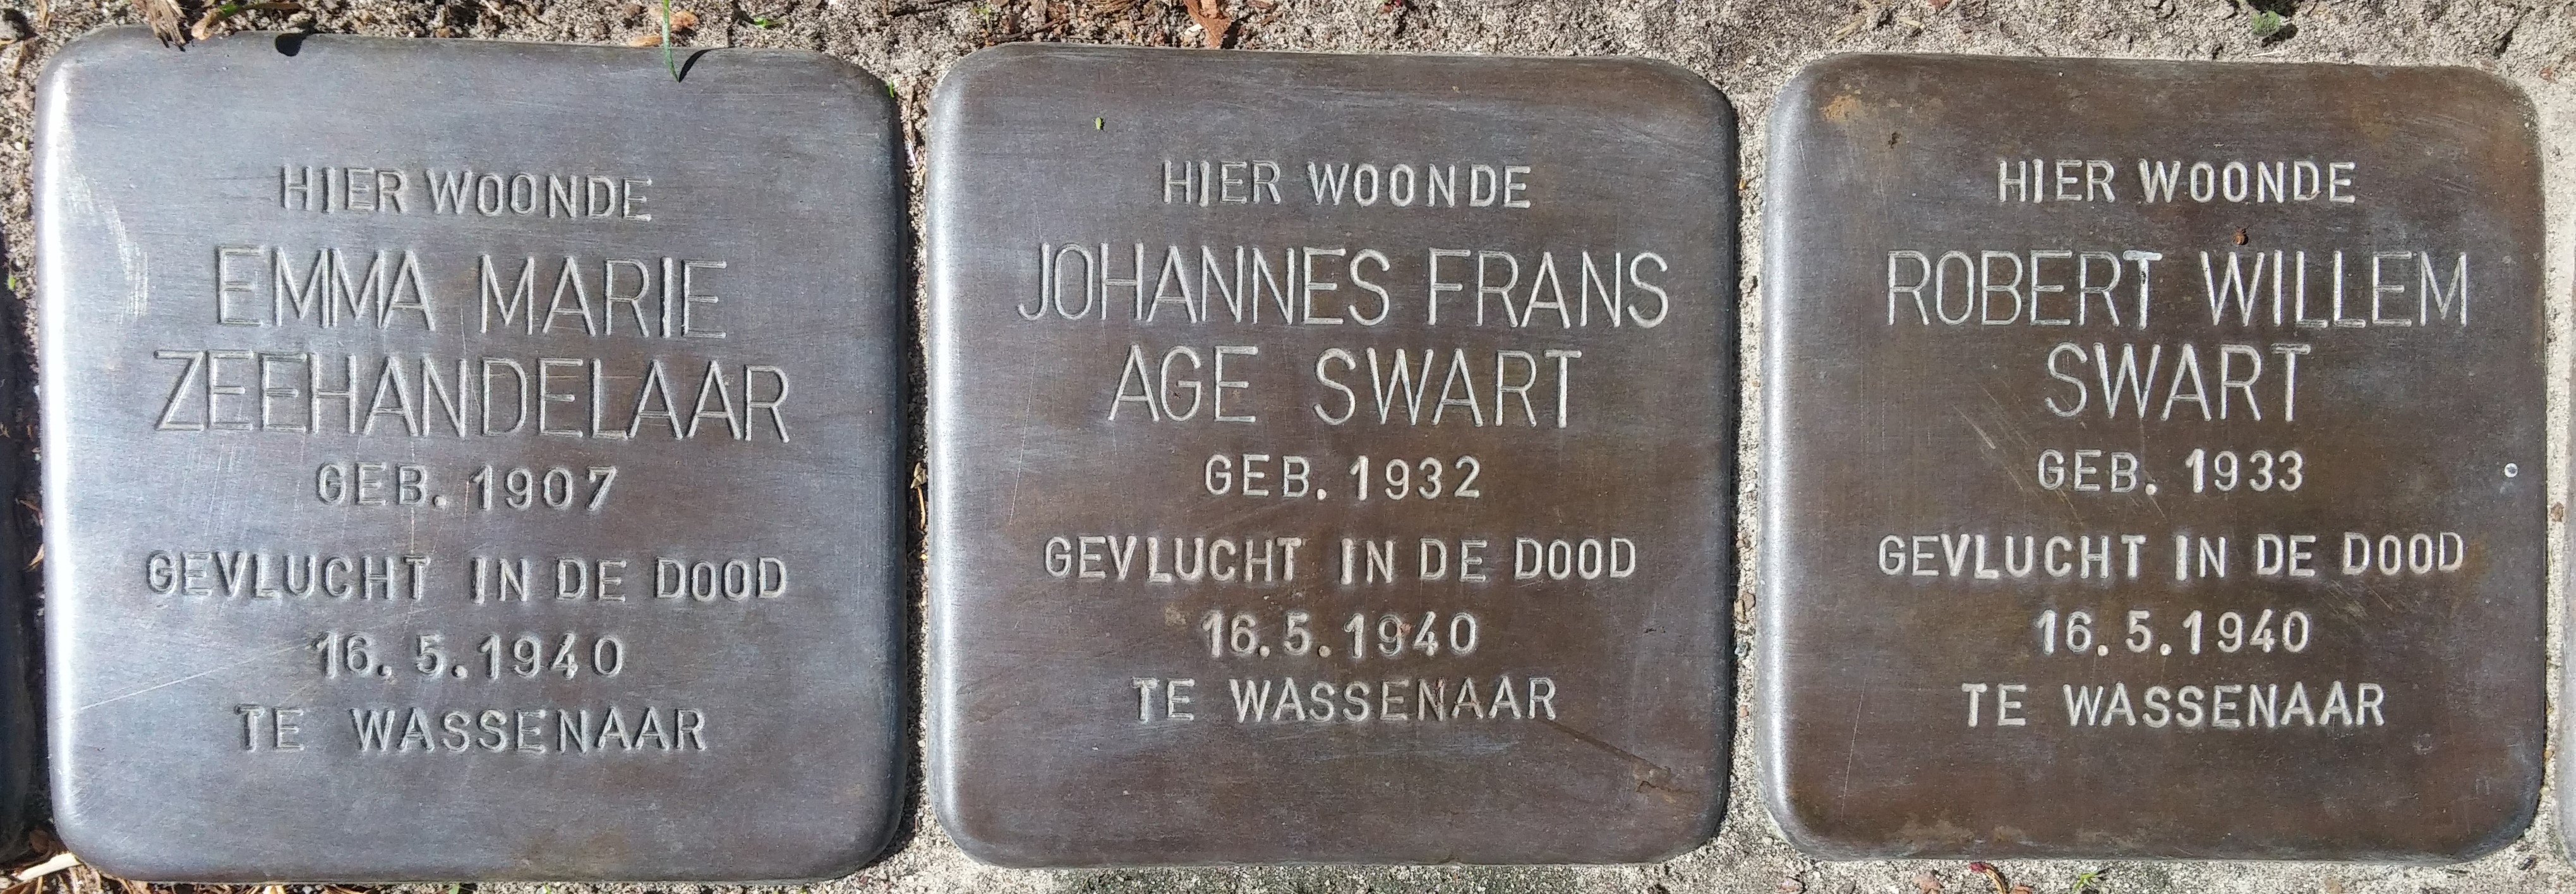 HIER WOONDE
EMMA MARIE
ZEEHANDELAAR
GEB. 1907
GEVLUCHT IN DE DOOD
16.5.1940
TE WASSENAAR
HIER WOONDE
JOHANNES FRANS
AGE SWART
GEB. 1932
GEVLUCHT IN DE DOOD
16.5.1940
TE WASSENAAR
HIER WOONDE
ROBERT WILLEM
SWART
GEB. 1933
GEVLUCHT IN DE DOOD
16.5.1940
TE WASSENAAR